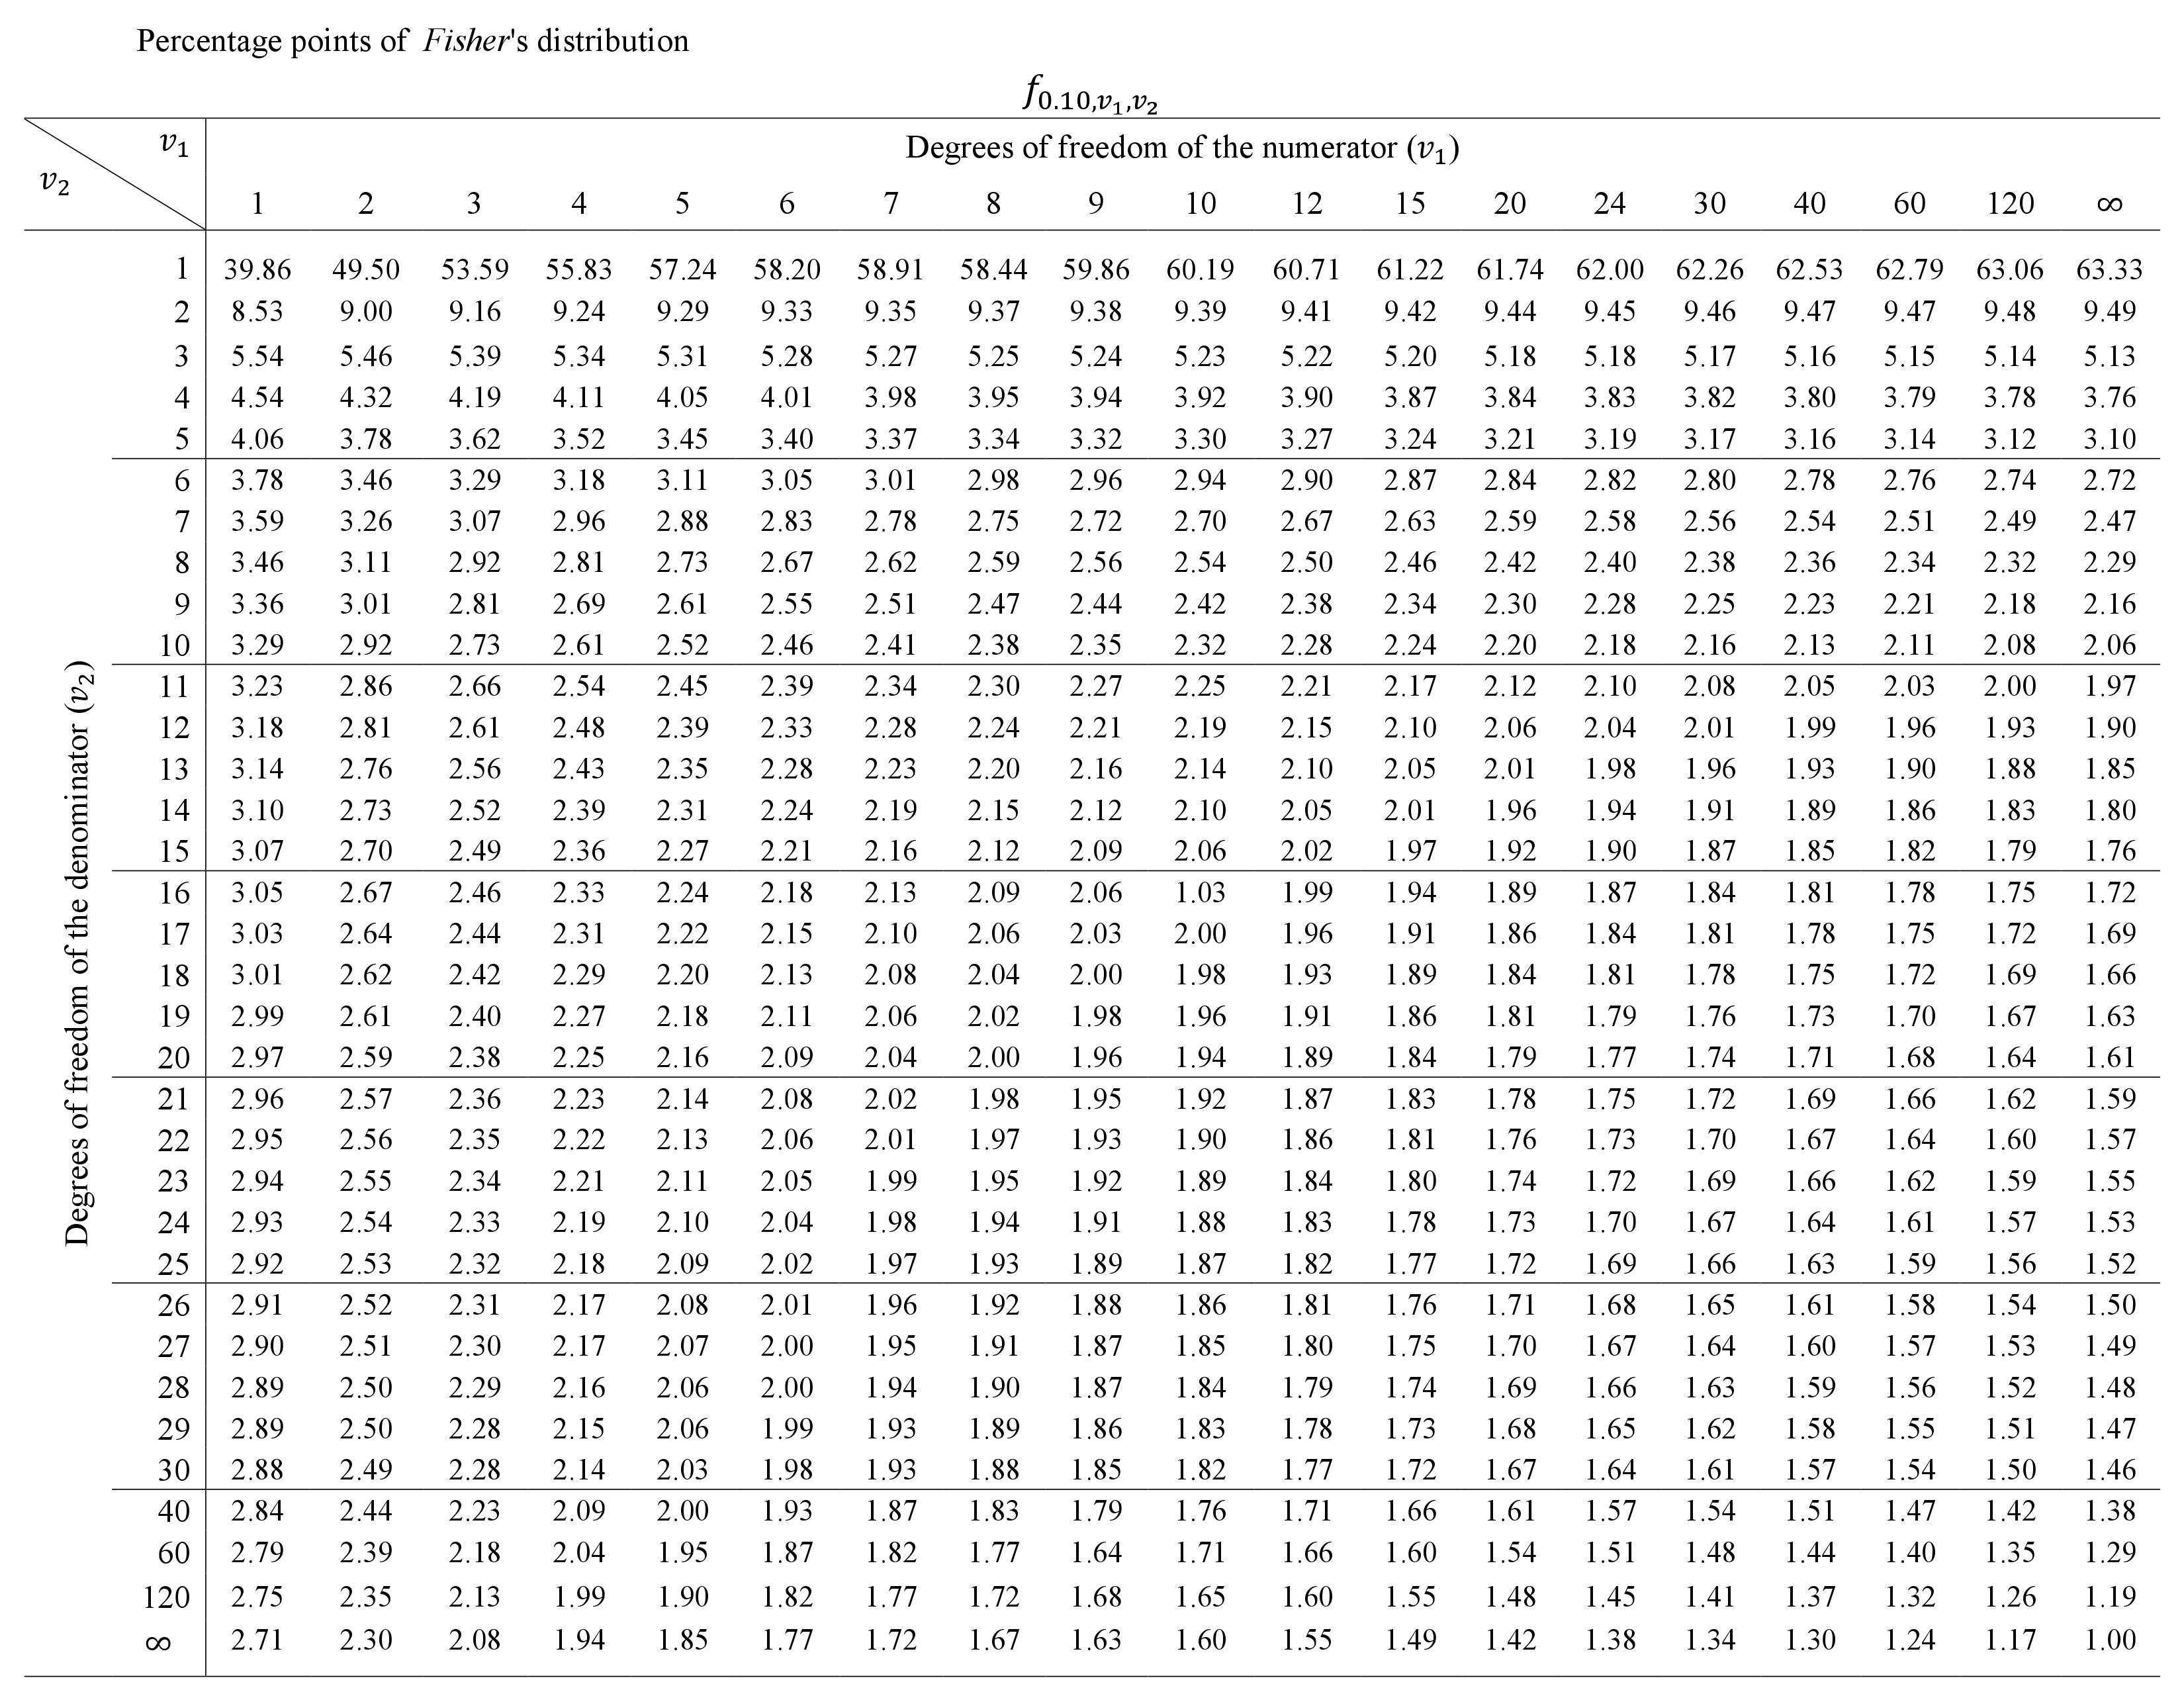 Percentage points of Fisher's distribution
f0.10,v1,v2
v1
Degrees of freedom of the numerator (v1)
v2
1 2 3 4 5 6 7 8 9 10 12 15 20 24 30 40 60 120 ∞
Degrees of freedom of the denominator (v2)
1 39.86 49.50 53.59 55.83 57.24 58.20 58.91 58.44 59.86 60.19 60.71 61.22 61.74 62.00 62.26 62.53 62.79 63.06 63.33
2 8.53 9.00 9.16 9.24 9.29 9.33 9.35 9.37 9.38 9.39 9.41 9.42 9.44 9.45 9.46 9.47 9.47 9.48 9.49
3 5.54 5.46 5.39 5.34 5.31 5.28 5.27 5.25 5.24 5.23 5.22 5.20 5.18 5.18 5.17 5.16 5.15 5.14 5.13
4 4.54 4.32 4.19 4.11 4.05 4.01 3.98 3.95 3.94 3.92 3.90 3.87 3.84 3.83 3.82 3.80 3.79 3.78 3.76
5 4.06 3.78 3.62 3.52 3.45 3.40 3.37 3.34 3.32 3.30 3.27 3.24 3.21 3.19 3.17 3.16 3.14 3.12 3.10
6 3.78 3.46 3.29 3.18 3.11 3.05 3.01 2.98 2.96 2.94 2.90 2.87 2.84 2.82 2.80 2.78 2.76 2.74 2.72
7 3.59 3.26 3.07 2.96 2.88 2.83 2.78 2.75 2.72 2.70 2.67 2.63 2.59 2.58 2.56 2.54 2.51 2.49 2.47
8 3.46 3.11 2.92 2.81 2.73 2.67 2.62 2.59 2.56 2.54 2.50 2.46 2.42 2.40 2.38 2.36 2.34 2.32 2.29
9 3.36 3.01 2.81 2.69 2.61 2.55 2.51 2.47 2.44 2.42 2.38 2.34 2.30 2.28 2.25 2.23 2.21 2.18 2.16
10 3.29 2.92 2.73 2.61 2.52 2.46 2.41 2.38 2.35 2.32 2.28 2.24 2.20 2.18 2.16 2.13 2.11 2.08 2.06
11 3.23 2.86 2.66 2.54 2.45 2.39 2.34 2.30 2.27 2.25 2.21 2.17 2.12 2.10 2.08 2.05 2.03 2.00 1.97
12 3.18 2.81 2.61 2.48 2.39 2.33 2.28 2.24 2.21 2.19 2.15 2.10 2.06 2.04 2.01 1.99 1.96 1.93 1.90
13 3.14 2.76 2.56 2.43 2.35 2.28 2.23 2.20 2.16 2.14 2.10 2.05 2.01 1.98 1.96 1.93 1.90 1.88 1.85
14 3.10 2.73 2.52 2.39 2.31 2.24 2.19 2.15 2.12 2.10 2.05 2.01 1.96 1.94 1.91 1.89 1.86 1.83 1.80
15 3.07 2.70 2.49 2.36 2.27 2.21 2.16 2.12 2.09 2.06 2.02 1.97 1.92 1.90 1.87 1.85 1.82 1.79 1.76
16 3.05 2.67 2.46 2.33 2.24 2.18 2.13 2.09 2.06 1.03 1.99 1.94 1.89 1.87 1.84 1.81 1.78 1.75 1.72
17 3.03 2.64 2.44 2.31 2.22 2.15 2.10 2.06 2.03 2.00 1.96 1.91 1.86 1.84 1.81 1.78 1.75 1.72 1.69
18 3.01 2.62 2.42 2.29 2.20 2.13 2.08 2.04 2.00 1.98 1.93 1.89 1.84 1.81 1.78 1.75 1.72 1.69 1.66
19 2.99 2.61 2.40 2.27 2.18 2.11 2.06 2.02 1.98 1.96 1.91 1.86 1.81 1.79 1.76 1.73 1.70 1.67 1.63
20 2.97 2.59 2.38 2.25 2.16 2.09 2.04 2.00 1.96 1.94 1.89 1.84 1.79 1.77 1.74 1.71 1.68 1.64 1.61
21 2.96 2.57 2.36 2.23 2.14 2.08 2.02 1.98 1.95 1.92 1.87 1.83 1.78 1.75 1.72 1.69 1.66 1.62 1.59
22 2.95 2.56 2.35 2.22 2.13 2.06 2.01 1.97 1.93 1.90 1.86 1.81 1.76 1.73 1.70 1.67 1.64 1.60 1.57
23 2.94 2.55 2.34 2.21 2.11 2.05 1.99 1.95 1.92 1.89 1.84 1.80 1.74 1.72 1.69 1.66 1.62 1.59 1.55
24 2.93 2.54 2.33 2.19 2.10 2.04 1.98 1.94 1.91 1.88 1.83 1.78 1.73 1.70 1.67 1.64 1.61 1.57 1.53
25 2.92 2.53 2.32 2.18 2.09 2.02 1.97 1.93 1.89 1.87 1.82 1.77 1.72 1.69 1.66 1.63 1.59 1.56 1.52
26 2.91 2.52 2.31 2.17 2.08 2.01 1.96 1.92 1.88 1.86 1.81 1.76 1.71 1.68 1.65 1.61 1.58 1.54 1.50
27 2.90 2.51 2.30 2.17 2.07 2.00 1.95 1.91 1.87 1.85 1.80 1.75 1.70 1.67 1.64 1.60 1.57 1.53 1.49
28 2.89 2.50 2.29 2.16 2.06 2.00 1.94 1.90 1.87 1.84 1.79 1.74 1.69 1.66 1.63 1.59 1.56 1.52 1.48
29 2.89 2.50 2.28 2.15 2.06 1.99 1.93 1.89 1.86 1.83 1.78 1.73 1.68 1.65 1.62 1.58 1.55 1.51 1.47
30 2.88 2.49 2.28 2.14 2.03 1.98 1.93 1.88 1.85 1.82 1.77 1.72 1.67 1.64 1.61 1.57 1.54 1.50 1.46
40 2.84 2.44 2.23 2.09 2.00 1.93 1.87 1.83 1.79 1.76 1.71 1.66 1.61 1.57 1.54 1.51 1.47 1.42 1.38
60 2.79 2.39 2.18 2.04 1.95 1.87 1.82 1.77 1.64 1.71 1.66 1.60 1.54 1.51 1.48 1.44 1.40 1.35 1.29
120 2.75 2.35 2.13 1.99 1.90 1.82 1.77 1.72 1.68 1.65 1.60 1.55 1.48 1.45 1.41 1.37 1.32 1.26 1.19
∞ 2.71 2.30 2.08 1.94 1.85 1.77 1.72 1.67 1.63 1.60 1.55 1.49 1.42 1.38 1.34 1.30 1.24 1.17 1.00